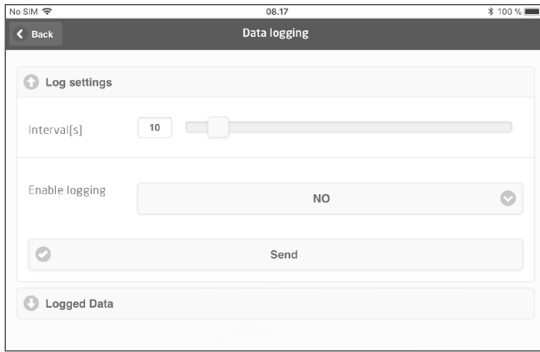 No SIM 08.17 100 %
Back Data logging
Log settings
Interval[s] 10
Enable logging NO
Send
Logged Data